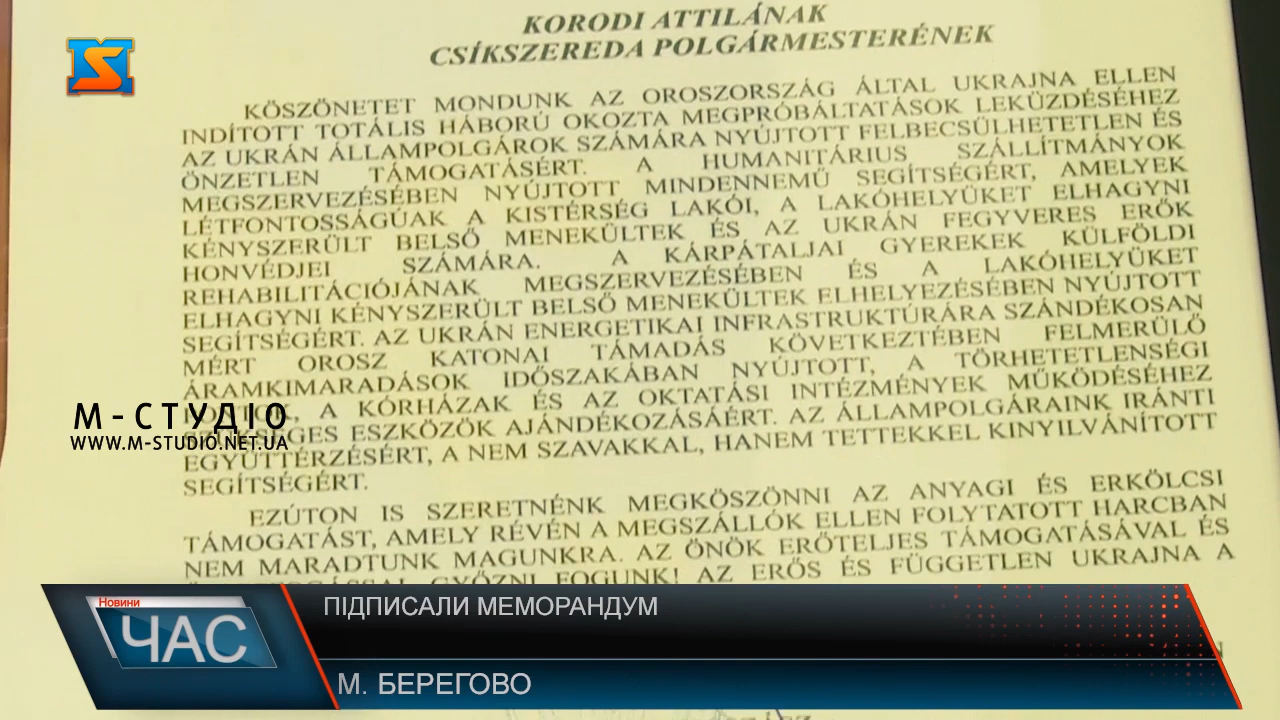 KORODI ATTILÁNAK
CSÍKSZEREDA POLGÁRMESTERÉNEK
KÖSZÖNETET MONDUNK AZ OROSZORSZÁG ÁLTAL UKRAJNA ELLEN
INDÍTOTT TOTÁLIS HÁBORÚ OKOZTA MEGPRÓBÁLTATÁSOK LEKÜZDÉSÉHEZ
AZ UKRÁN ÁLLAMPOLGÁROK SZÁMÁRA NYÚJTOTT FELBECSÜLHETETLEN ÉS
ÖNZETLEN TÁMOGATÁSÉRT. A HUMANITÁRIUS SZÁLLÍTMÁNYOK
MEGSZERVEZÉSÉBEN NYÚJTOTT MINDENNEMŰ SEGÍTSÉGÉRT, AMELYEK
LÉTFONTOSSÁGÚAK A KISTÉRSÉG LAKÓI, A LAKÓHELYÜKET ELHAGYNI
KÉNYSZERÜLT BELSŐ MENEKÜLTEK ÉS AZ UKRÁN FEGYVERES ERŐK
HONVÉDJEI SZÁMÁRA. A KÁRPÁTALJAI GYEREKEK KÜLFÖLDI
REHABILITÁCIÓJÁNAK MEGSZERVEZÉSÉBEN ÉS A LAKÓHELYÜKET
ELHAGYNI KÉNYSZERÜLT BELSŐ MENEKÜLTEK ELHELYEZÉSÉBEN NYÚJTOTT
SEGÍTSÉGÉRT. AZ UKRÁN ENERGETIKAI INFRASTRUKTÚRÁRA SZÁNDÉKOSAN
MÉRT OROSZ KATONAI TÁMADÁS KÖVETKEZTÉBEN FELMERÜLŐ
ÁRAMKIMARADÁSOK IDŐSZAKÁBAN NYÚJTOTT, A TÖRHETETLENSÉGI
, A KÓRHÁZAK ÉS AZ OKTATÁSI INTÉZMÉNYEK MŰKÖDÉSÉHEZ
ESZKÖZÖK AJÁNDÉKOZÁSÁÉRT. AZ ÁLLAMPOLGÁRAINK IRÁNTI
EGYÜTTÉRZÉSÉRT, A NEM SZAVAKKAL, HANEM TETTEKKEL KINYILVÁNÍTOTT
SEGÍTSÉGÉRT.
EZÚTON IS SZERETNÉNK MEGKÖSZÖNNI AZ ANYAGI ÉS ERKÖLCSI
TÁMOGATÁST, AMELY RÉVÉN A MEGSZÁLLÓK ELLEN FOLYTATOTT HARCBAN
NEM MARADTUNK MAGUNKRA. AZ ÖNÖK ERŐTELJES TÁMOGATÁSÁVAL ÉS
GYŐZNI FOGUNK! AZ ERŐS ÉS FÜGGETLEN UKRAJNA A
М-СТУДІО
WWW.M-STUDIO.NET.UA
Новини
ЧАС
ПІДПИСАЛИ МЕМОРАНДУМ
М. БЕРЕГОВО